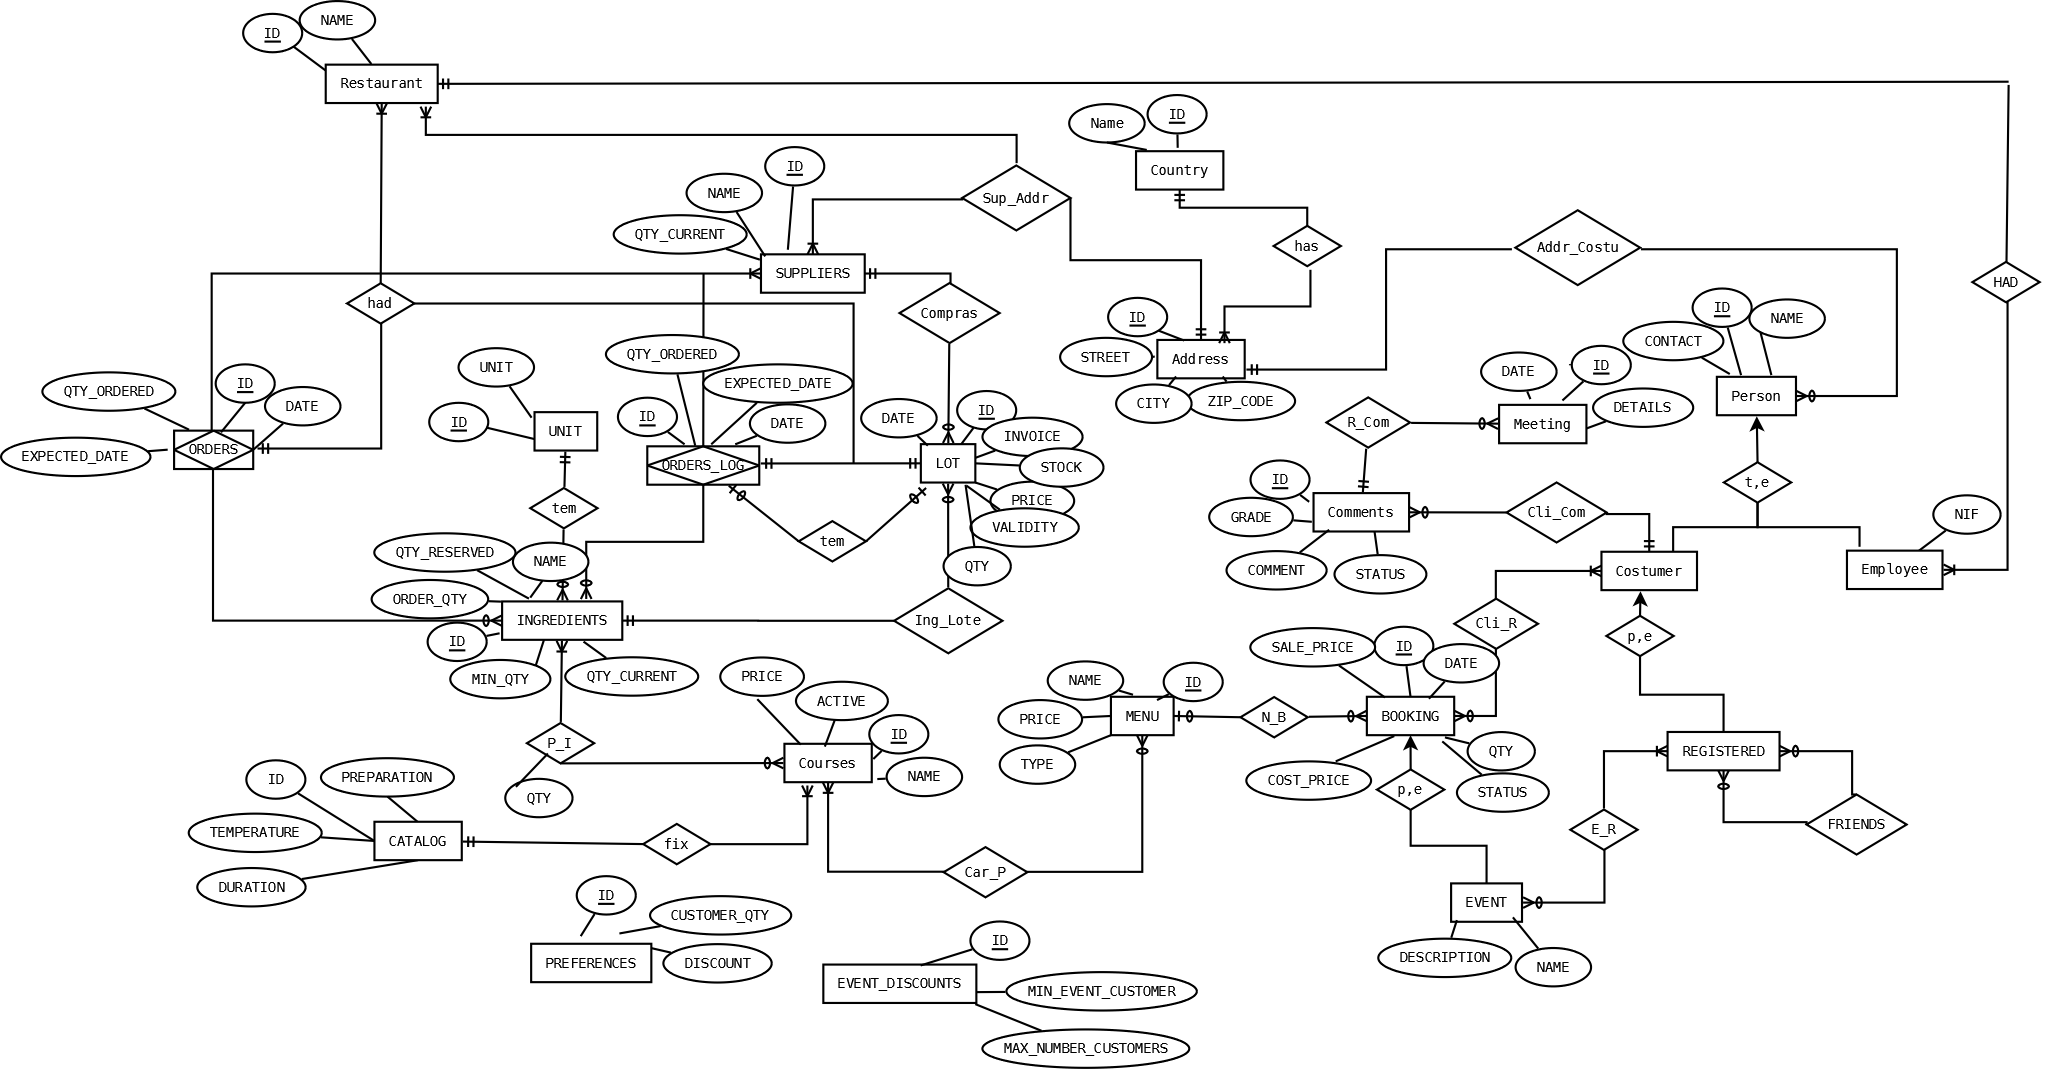 NAME
ID
Restaurant
ID
Name
Country
ID
NAME
Sup_Addr
QTY_CURRENT
has
Addr_Costu
SUPPLIERS
HAD
had
Compras
ID
ID
NAME
CONTACT
QTY_ORDERED
STREET
Address
UNIT
DATE
ID
EXPECTED_DATE
QTY_ORDERED
ID
Person
CITY
ZIP_CODE
DATE
DETAILS
ID
DATE
ID
R_Com
Meeting
ID
DATE
INVOICE
UNIT
ORDERS
EXPECTED_DATE
ORDERS_LOG
LOT
STOCK
ID
t,e
PRICE
tem
GRADE
Comments
Cli_Com
NIF
VALIDITY
tem
QTY_RESERVED
NAME
QTY
COMMENT
STATUS
Costumer
Employee
ORDER_QTY
INGREDIENTS
Ing_Lote
Cli_R
p,e
ID
SALE_PRICE
ID
DATE
MIN_QTY
QTY_CURRENT
PRICE
NAME
ID
ACTIVE
PRICE
MENU
N_B
BOOKING
ID
P_I
QTY
REGISTERED
Courses
TYPE
ID
PREPARATION
NAME
COST_PRICE
p,e
STATUS
QTY
TEMPERATURE
CATALOG
fix
E_R
FRIENDS
Car_P
DURATION
ID
EVENT
CUSTOMER_QTY
ID
DESCRIPTION
NAME
PREFERENCES
DISCOUNT
EVENT_DISCOUNTS
MIN_EVENT_CUSTOMER
MAX_NUMBER_CUSTOMERS